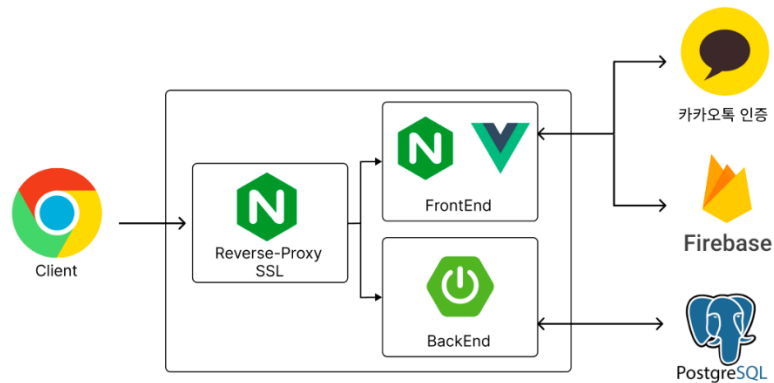 카카오톡 인증
N
N
FrontEnd
Client
Reverse-Proxy
SSL
Firebase
BackEnd
PostgreSQL